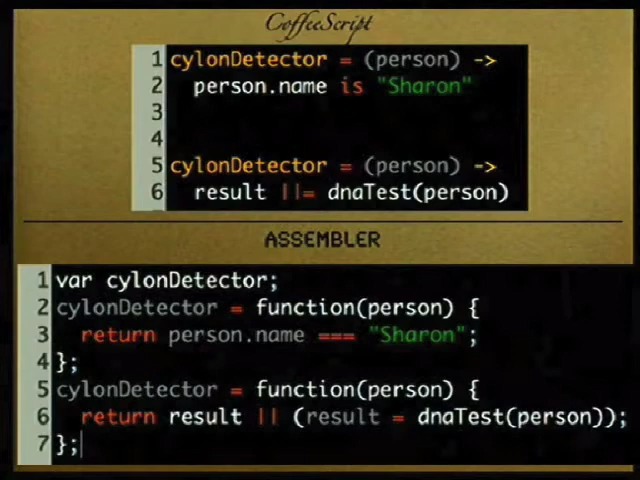 CoffeeScript
1 cylonDetector = (person) ->
2   person.name is "Sharon"
3
4
5 cylonDetector = (person) ->
6   result ||= dnaTest(person)
ASSEMBLER
1 var cylonDetector;
2 cylonDetector = function(person) {
3   return person.name === "Sharon";
4 };
5 cylonDetector = function(person) {
6   return result || (result = dnaTest(person));
7 };